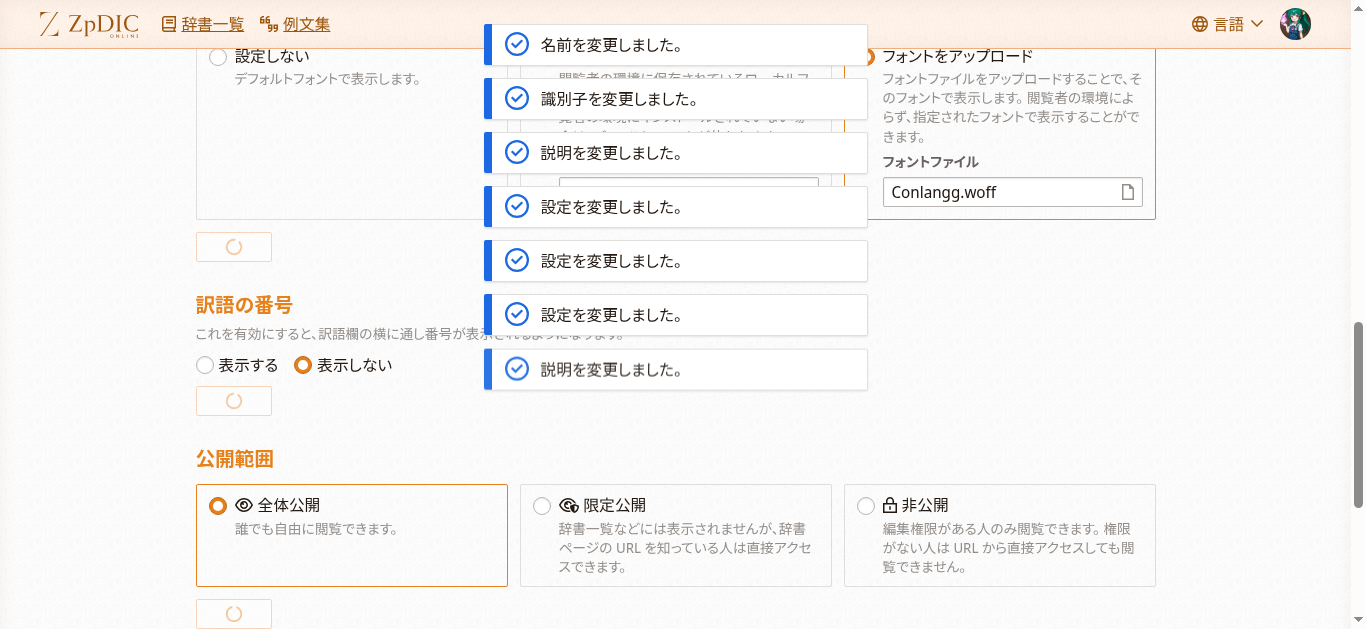 ZpDIC
ONLINE
辞書一覧
例文集
言語
名前を変更しました。
識別子を変更しました。
説明を変更しました。
設定を変更しました。
設定を変更しました。
設定を変更しました。
説明を変更しました。
設定しない
デフォルトフォントで表示します。
フォントをアップロード
フォントファイルをアップロードすることで、そ
のフォントで表示します。閲覧者の環境によ
らず、指定されたフォントで表示することがで
きます。
フォントファイル
Conlangg.woff
訳語の番号
これを有効にすると、訳語欄の横に通し番号が表示されるようになります。
表示する
表示しない
公開範囲
全体公開
誰でも自由に閲覧できます。
限定公開
辞書一覧などには表示されませんが、辞書
ページの URL を知っている人は直接アクセ
スできます。
非公開
編集権限がある人のみ閲覧できます。権限
がない人は URL から直接アクセスしても閲
覧できません。